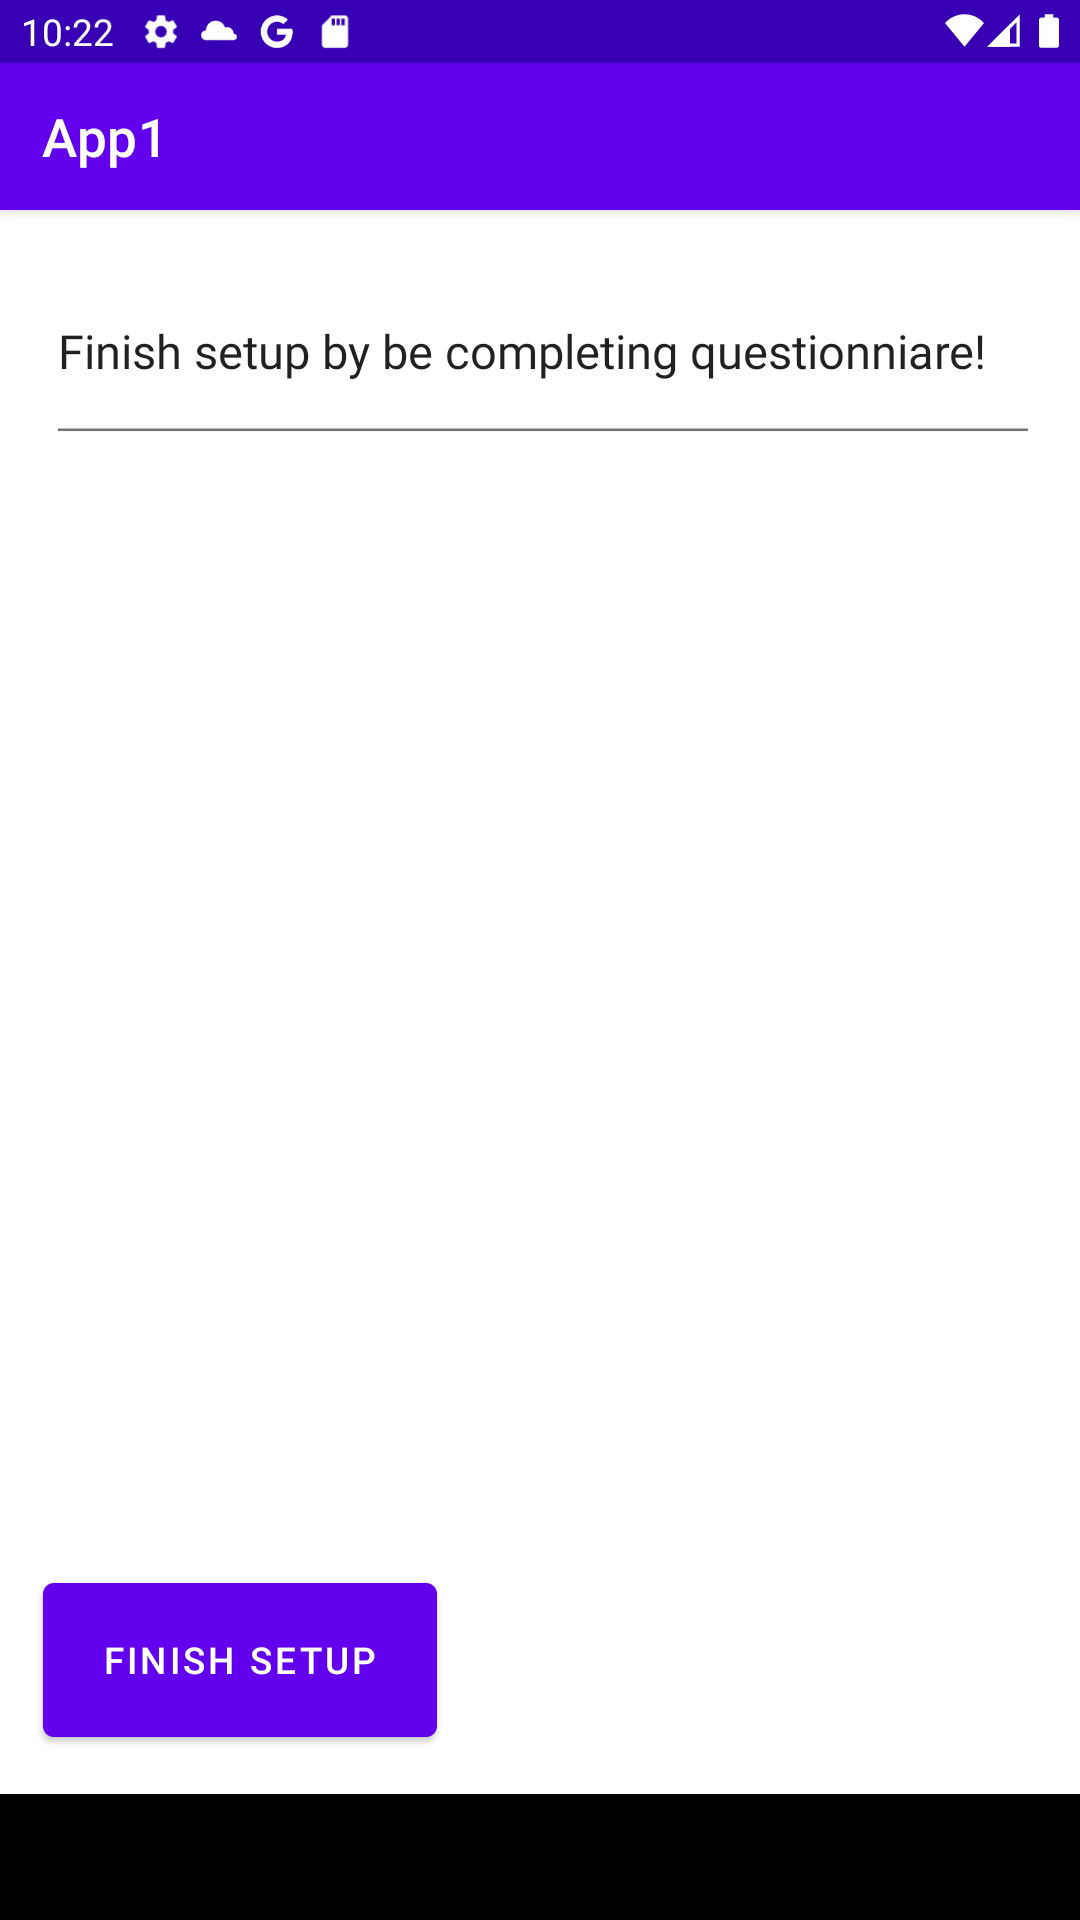 10:22
App1
Finish setup by be completing questionniare!
FINISH SETUP